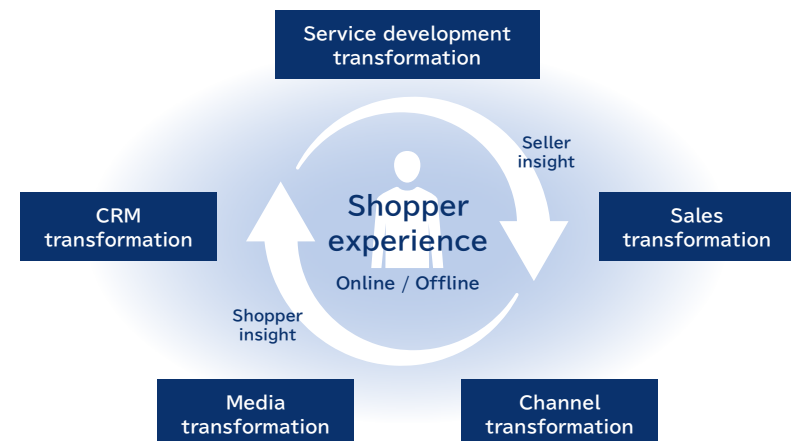 Service development
transformation
Seller
insight
CRM
transformation
Shopper
experience
Online / Offline
Sales
transformation
Shopper
insight
Media
transformation
Channel
transformation